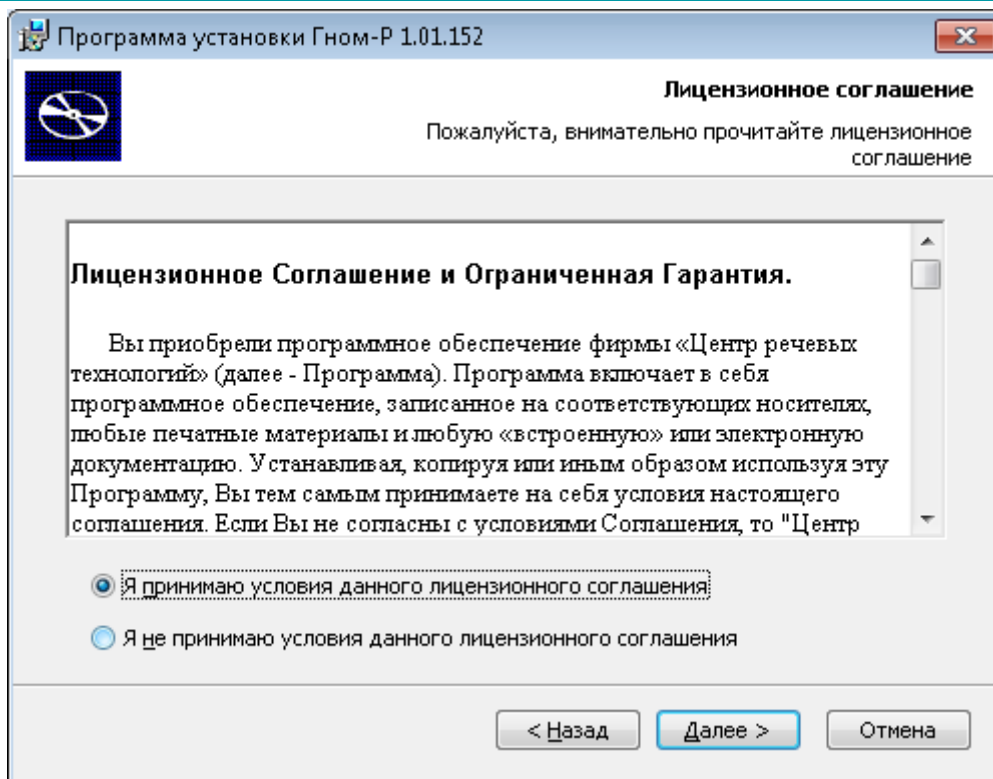 Программа установки Гном-Р 1.01.152
Лицензионное соглашение
Пожалуйста, внимательно прочитайте лицензионное
соглашение
Лицензионное Соглашение и Ограниченная Гарантия.
Вы приобрели программное обеспечение фирмы «Центр речевых
технологий» (далее - Программа). Программа включает в себя
программное обеспечение, записанное на соответствующих носителях,
любые печатные материалы и любую «встроенную» или электронную
документацию. Устанавливая, копируя или иным образом используя эту
Программу, Вы тем самым принимаете на себя условия настоящего
соглашения. Если Вы не согласны с условиями Соглашения, то "Центр
Я принимаю условия данного лицензионного соглашения
Я не принимаю условия данного лицензионного соглашения
< Назад
Далее >
Отмена